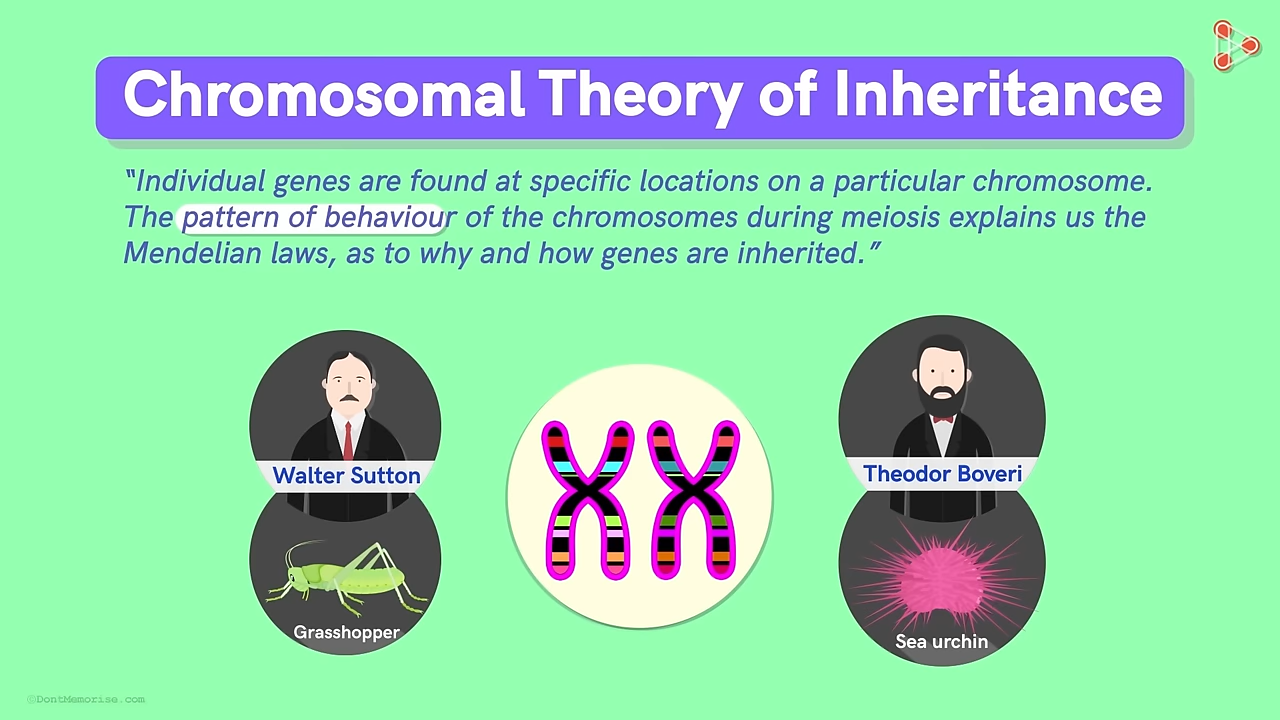 Chromosomal Theory of Inheritance
“Individual genes are found at specific locations on a particular chromosome.
The pattern of behaviour of the chromosomes during meiosis explains us the
Mendelian laws, as to why and how genes are inherited.”
Walter Sutton
Theodor Boveri
Grasshopper
Sea urchin
©DontMemorise.com